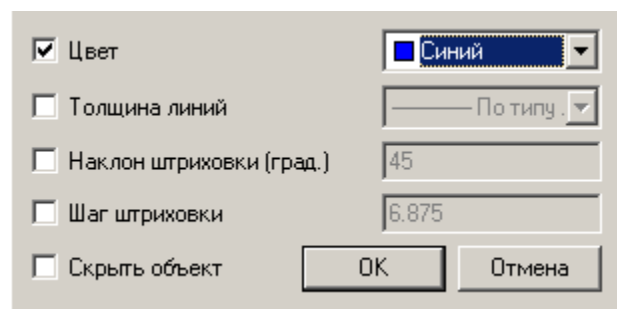 Цвет Синий
Толщина линий По типу .
Наклон штриховки (град.) 45
Шаг штриховки 6.875
Скрыть объект OK Отмена